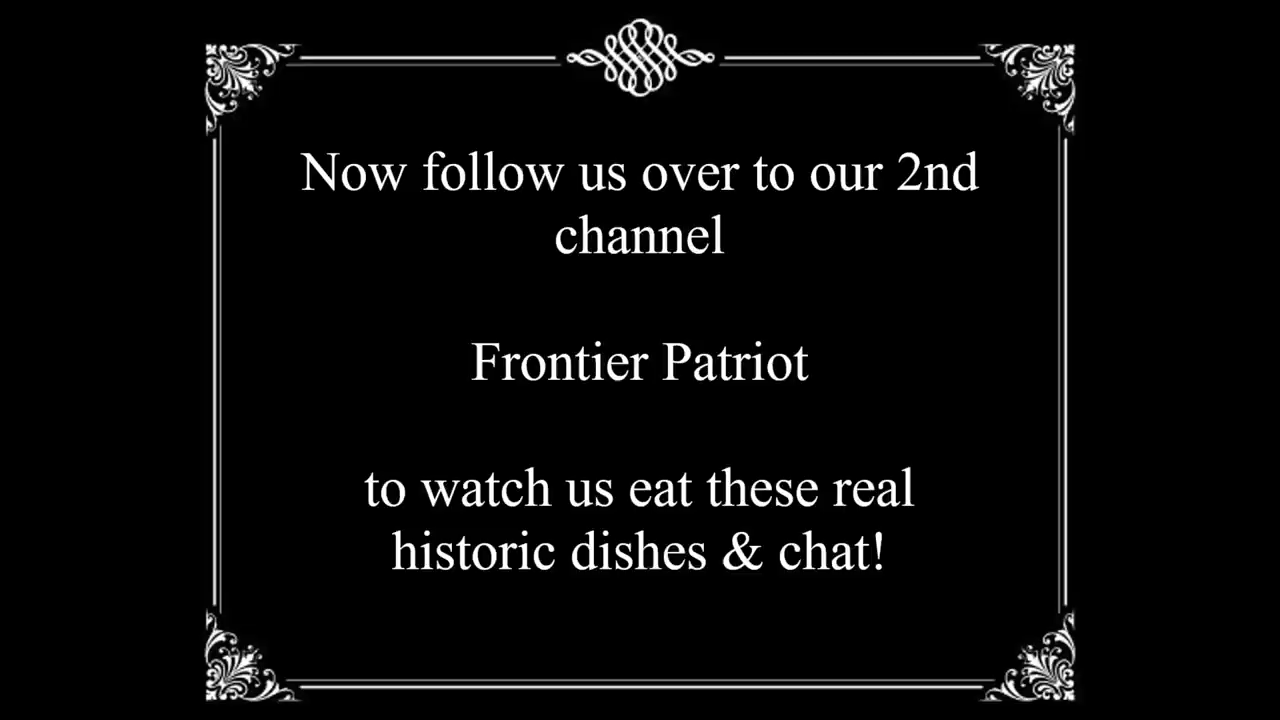 Now follow us over to our 2nd
channel
Frontier Patriot
to watch us eat these real
historic dishes & chat!